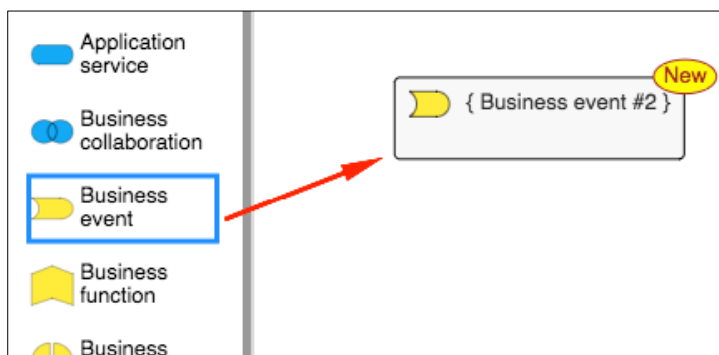 Application
service
Business
collaboration
Business
event
Business
function
Business
New
{ Business event #2 }